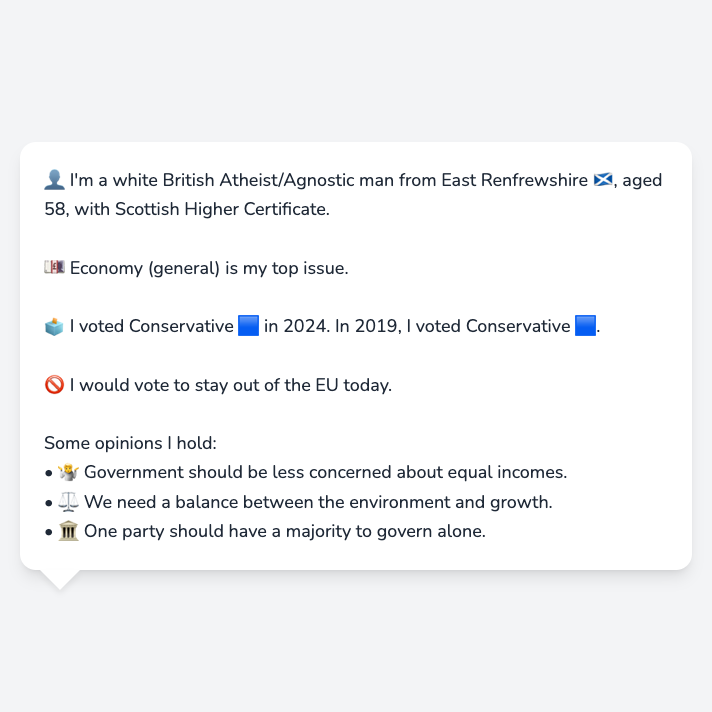 👤 I'm a white British Atheist/Agnostic man from East Renfrewshire 🏴󠁧󠁢󠁳󠁣󠁴󠁿, aged
58, with Scottish Higher Certificate.
💷 Economy (general) is my top issue.
🗳️ I voted Conservative 🟦 in 2024. In 2019, I voted Conservative 🟦.
🚫 I would vote to stay out of the EU today.
Some opinions I hold:
• 🤷 Government should be less concerned about equal incomes.
• ⚖️ We need a balance between the environment and growth.
• 🏛️ One party should have a majority to govern alone.